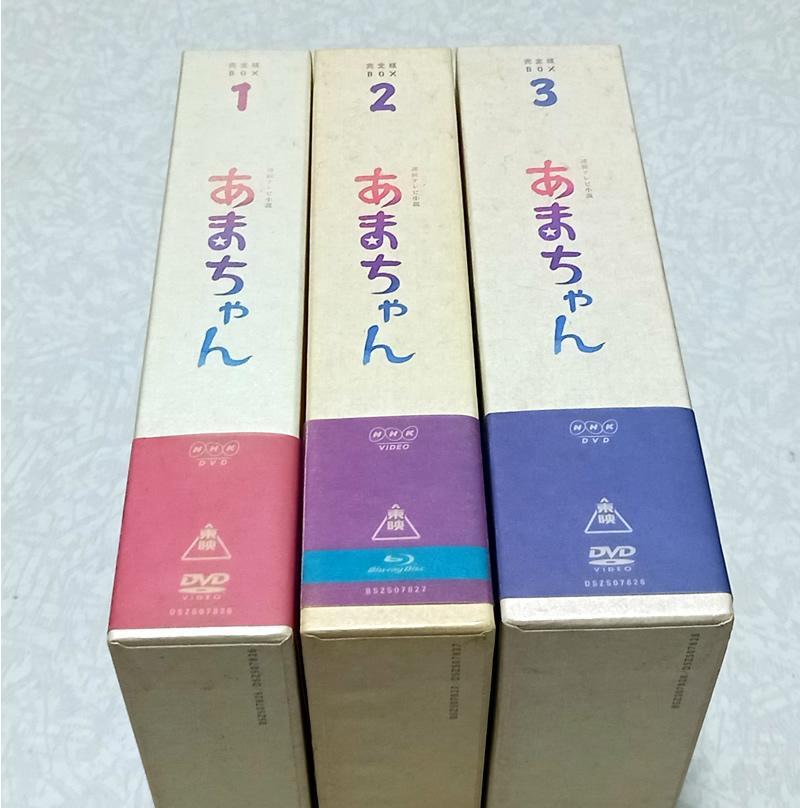 完全版
BOX
1
連続テレビ小説
あまちゃん
NHK
DVD
東映
DVD
VIDEO
DSZS07826
完全版
BOX
2
連続テレビ小説
あまちゃん
NHK
VIDEO
東映
Blu-ray Disc
BSZS07827
完全版
BOX
3
連続テレビ小説
あまちゃん
NHK
DVD
東映
DVD
VIDEO